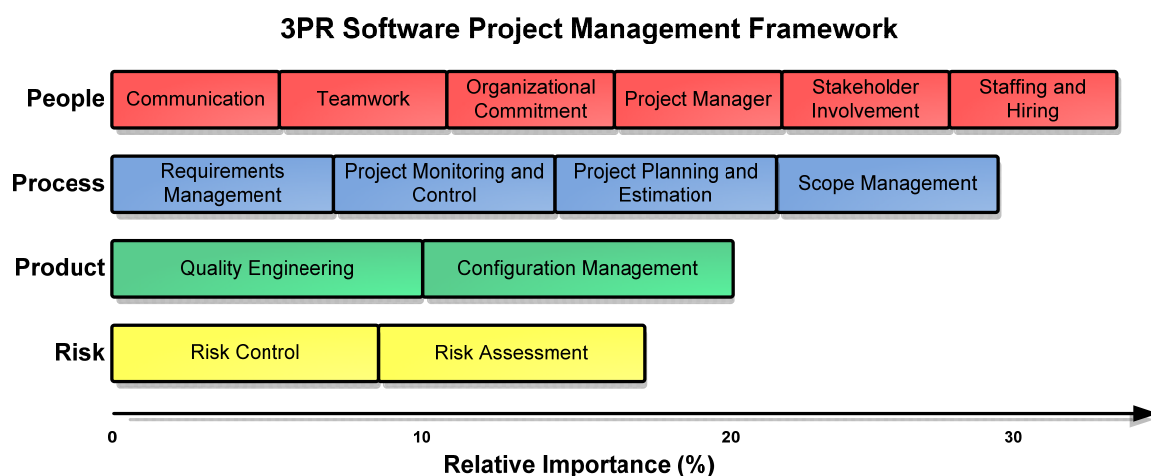 3PR Software Project Management Framework
People
Communication
Teamwork
Organizational
Commitment
Project Manager
Stakeholder
Involvement
Staffing and
Hiring
Process
Requirements
Management
Project Monitoring and
Control
Project Planning and
Estimation
Scope Management
Product
Quality Engineering
Configuration Management
Risk
Risk Control
Risk Assessment
0
10
20
30
Relative Importance (%)